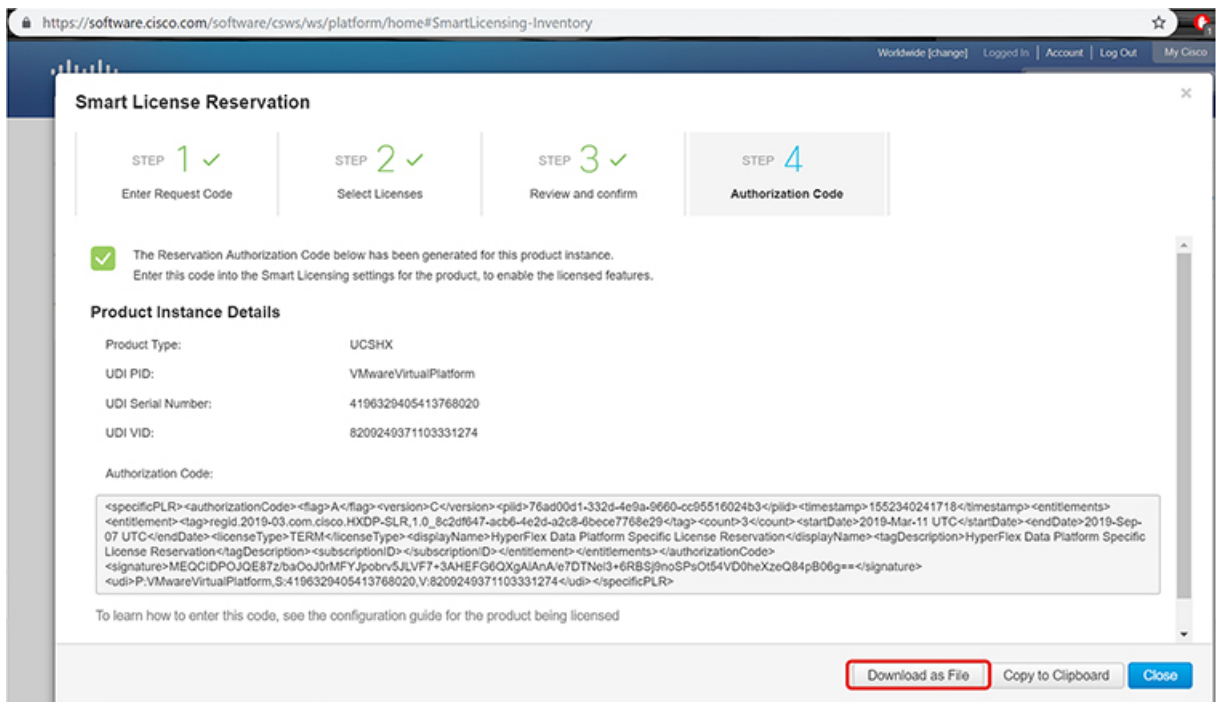 https://software.cisco.com/software/csws/ws/platform/home#SmartLicensing-Inventory
Worldwide [change] Logged In | Account | Log Out My Cisco
Smart License Reservation
STEP 1
Enter Request Code
STEP 2
Select Licenses
STEP 3
Review and confirm
STEP 4
Authorization Code
The Reservation Authorization Code below has been generated for this product instance.
Enter this code into the Smart Licensing settings for the product, to enable the licensed features.
Product Instance Details
Product Type: UCSHX
UDI PID: VMwareVirtualPlatform
UDI Serial Number: 4196329405413768020
UDI VID: 8209249371103331274
Authorization Code:
<specificPLR><authorizationCode><flag>A</flag><version>C</version><piid>76ad00d1-332d-4e9a-9660-cc95516024b3</piid><timestamp>1552340241718</timestamp><entitlements>
<entitlement><tag>regid.2019-03.com.cisco.HXDP-SLR,1.0_8c2df647-acb6-4e2d-a2c8-6bece7768e29</tag><count>3</count><startDate>2019-Mar-11 UTC</startDate><endDate>2019-Sep-
07 UTC</endDate><licenseType>TERM</licenseType><displayName>HyperFlex Data Platform Specific License Reservation</displayName><tagDescription>HyperFlex Data Platform Specific
License Reservation</tagDescription><subscriptionID></subscriptionID></entitlement></entitlements></authorizationCode>
<signature>MEQCIDPOJQE87z/baOoJ0rMFYJpobrv5JLVF7+3AHEFG6QXgAiAnA/e7DTNel3+6RBSj9noSPsOt54VD0heXzeQ84pB06g==</signature>
<udi>P:VMwareVirtualPlatform,S:4196329405413768020,V:8209249371103331274</udi></specificPLR>
To learn how to enter this code, see the configuration guide for the product being licensed
Download as File Copy to Clipboard Close